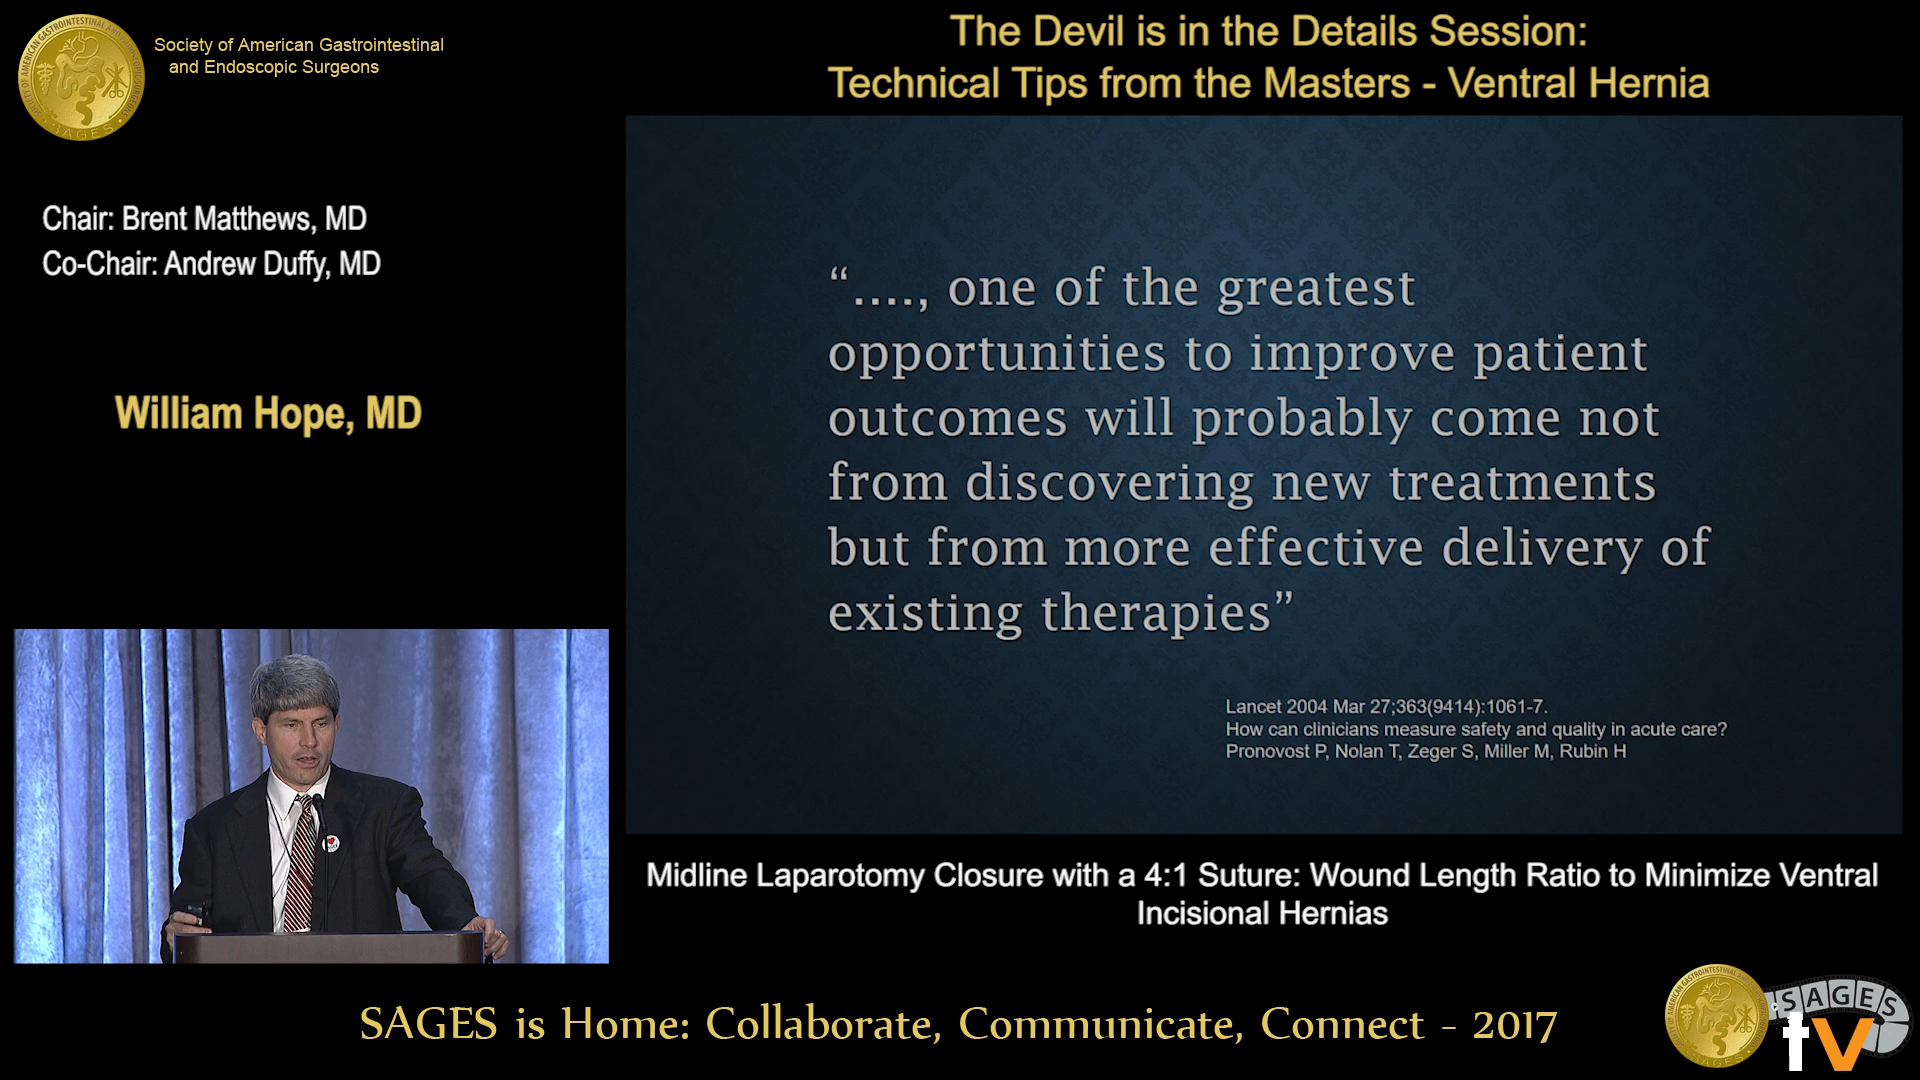 Society of American Gastrointestinal
and Endoscopic Surgeons
The Devil is in the Details Session:
Technical Tips from the Masters - Ventral Hernia
Chair: Brent Matthews, MD
Co-Chair: Andrew Duffy, MD
William Hope, MD
“...., one of the greatest
opportunities to improve patient
outcomes will probably come not
from discovering new treatments
but from more effective delivery of
existing therapies”
Lancet 2004 Mar 27;363(9414):1061-7.
How can clinicians measure safety and quality in acute care?
Pronovost P, Nolan T, Zeger S, Miller M, Rubin H
Midline Laparotomy Closure with a 4:1 Suture: Wound Length Ratio to Minimize Ventral
Incisional Hernias
SAGES is Home: Collaborate, Communicate, Connect - 2017
SAGES
tv